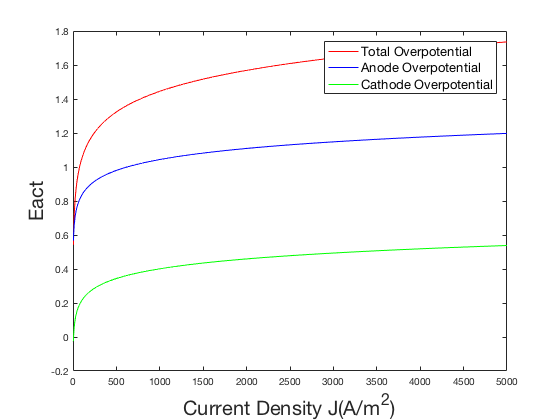 1.8
1.6
1.4
1.2
1
0.8
0.6
0.4
0.2
0
-0.2
Eact
Total Overpotential
Anode Overpotential
Cathode Overpotential
0 500 1000 1500 2000 2500 3000 3500 4000 4500 5000
Current Density J(A/m²)